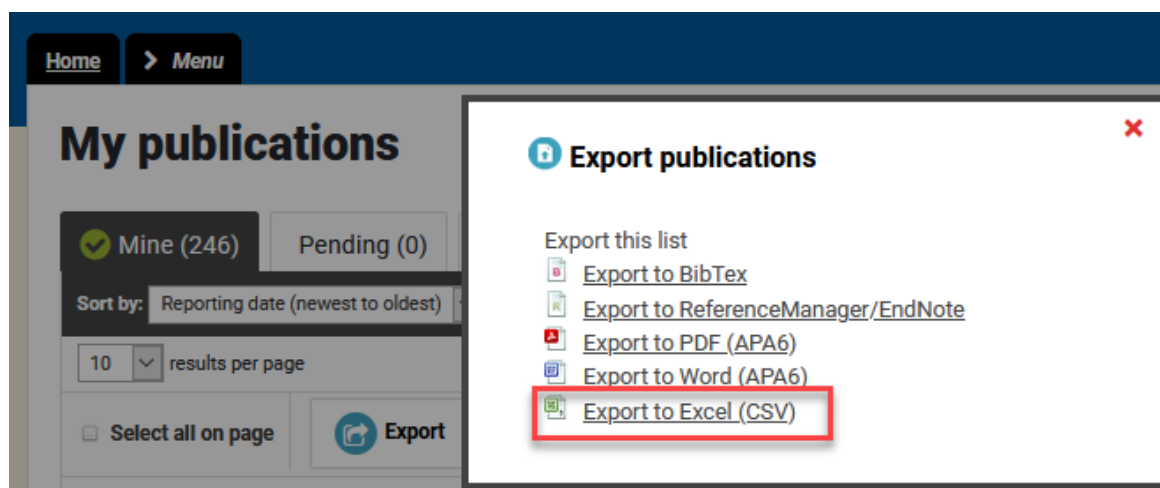 Home
Menu
My publications
Mine (246)
Pending (0)
Sort by: Reporting date (newest to oldest)
10 results per page
Select all on page
Export
Export publications
Export this list
Export to BibTex
Export to ReferenceManager/EndNote
Export to PDF (APA6)
Export to Word (APA6)
Export to Excel (CSV)